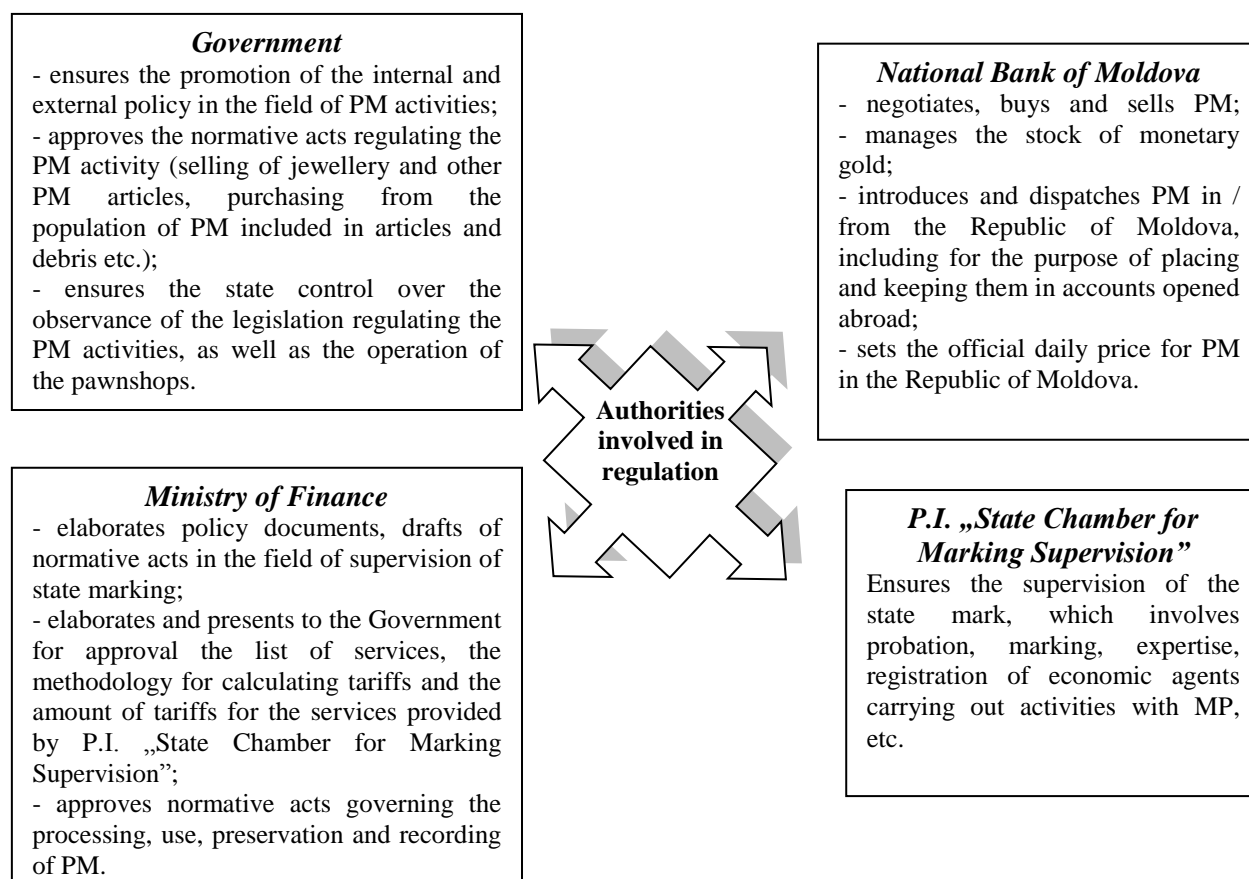 Government
- ensures the promotion of the internal and
external policy in the field of PM activities;
- approves the normative acts regulating the
PM activity (selling of jewellery and other
PM articles, purchasing from the
population of PM included in articles and
debris etc.);
- ensures the state control over the
observance of the legislation regulating the
PM activities, as well as the operation of
the pawnshops.
National Bank of Moldova
- negotiates, buys and sells PM;
- manages the stock of monetary
gold;
- introduces and dispatches PM in /
from the Republic of Moldova,
including for the purpose of placing
and keeping them in accounts opened
abroad;
- sets the official daily price for PM
in the Republic of Moldova.
Authorities
involved in
regulation
Ministry of Finance
- elaborates policy documents, drafts of
normative acts in the field of supervision of
state marking;
- elaborates and presents to the Government
for approval the list of services, the
methodology for calculating tariffs and the
amount of tariffs for the services provided
by P.I. „State Chamber for Marking
Supervision”;
- approves normative acts governing the
processing, use, preservation and recording
of PM.
P.I. „State Chamber for
Marking Supervision”
Ensures the supervision of the
state mark, which involves
probation, marking, expertise,
registration of economic agents
carrying out activities with MP,
etc.